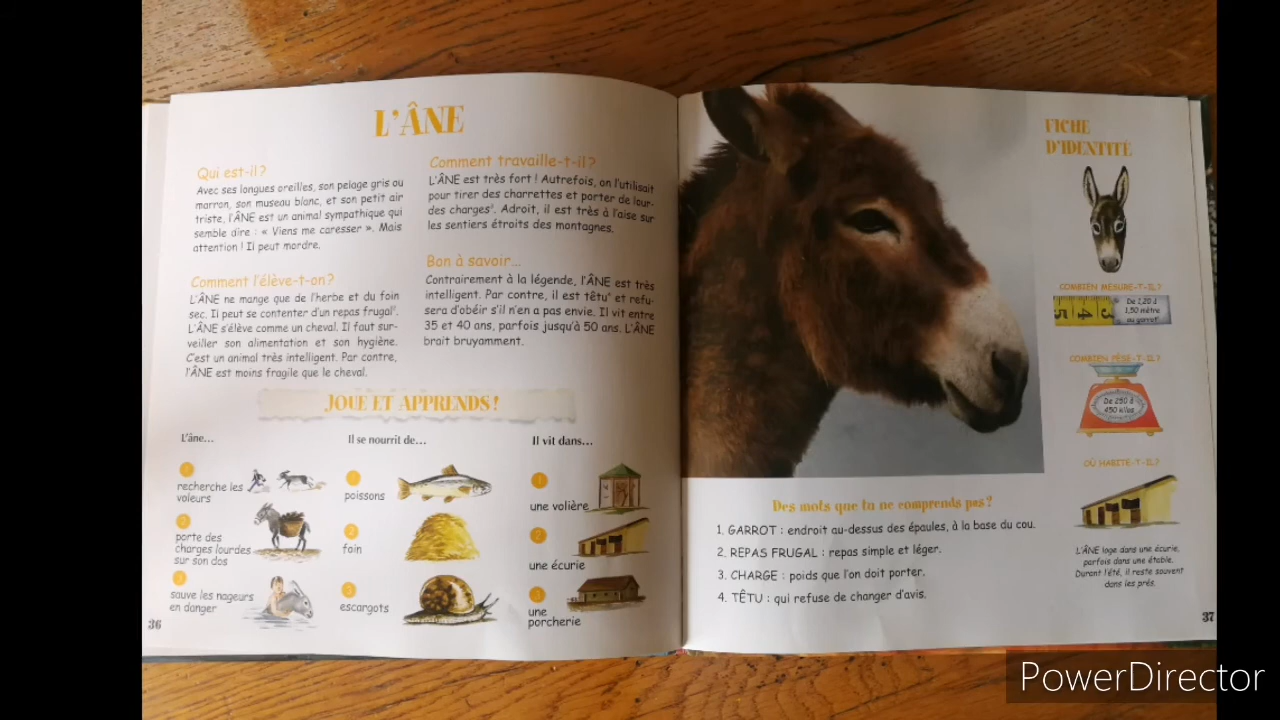 L'ÂNE
Qui est-il ?
Avec ses longues oreilles, son pelage gris ou
marron, son museau blanc, et son petit air
triste, l'ÂNE est un animal sympathique qui
semble dire : « Viens me caresser ». Mais
attention ! Il peut mordre.
Comment l'élève-t-on ?
L'ÂNE ne mange que de l'herbe et du foin
sec. Il peut se contenter d'un repas frugal².
L'ÂNE s'élève comme un cheval. Il faut sur-
veiller son alimentation et son hygiène.
C'est un animal très intelligent. Par contre,
l'ÂNE est moins fragile que le cheval.
Comment travaille-t-il ?
L'ÂNE est très fort ! Autrefois, on l'utilisait
pour tirer des charrettes et porter de lour-
des charges³. Adroit, il est très à l'aise sur
les sentiers étroits des montagnes.
Bon à savoir...
Contrairement à la légende, l'ÂNE est très
intelligent. Par contre, il est têtu⁴ et refu-
sera d'obéir s'il n'en a pas envie. Il vit entre
35 et 40 ans, parfois jusqu'à 50 ans. L'ÂNE
brait bruyamment.
JOUE ET APPRENDS !
L'âne...
1
recherche les
voleurs
2
porte des
charges lourdes
sur son dos
3
sauve les nageurs
en danger
Il se nourrit de...
1
poissons
2
foin
3
escargots
Il vit dans...
1
une volière
2
une écurie
3
une
porcherie
36
Des mots que tu ne comprends pas ?
1. GARROT : endroit au-dessus des épaules, à la base du cou.
2. REPAS FRUGAL : repas simple et léger.
3. CHARGE : poids que l'on doit porter.
4. TÊTU : qui refuse de changer d'avis.
FICHE
D'IDENTITÉ
COMBIEN MESURE-T-IL ?
De 1,20 à
1,50 mètre
au garrot¹
COMBIEN PÈSE-T-IL ?
De 250 à
450 kilos
OÙ HABITE-T-IL ?
L'ÂNE loge dans une écurie,
parfois dans une étable.
Durant l'été, il reste souvent
dans les prés.
37
PowerDirector